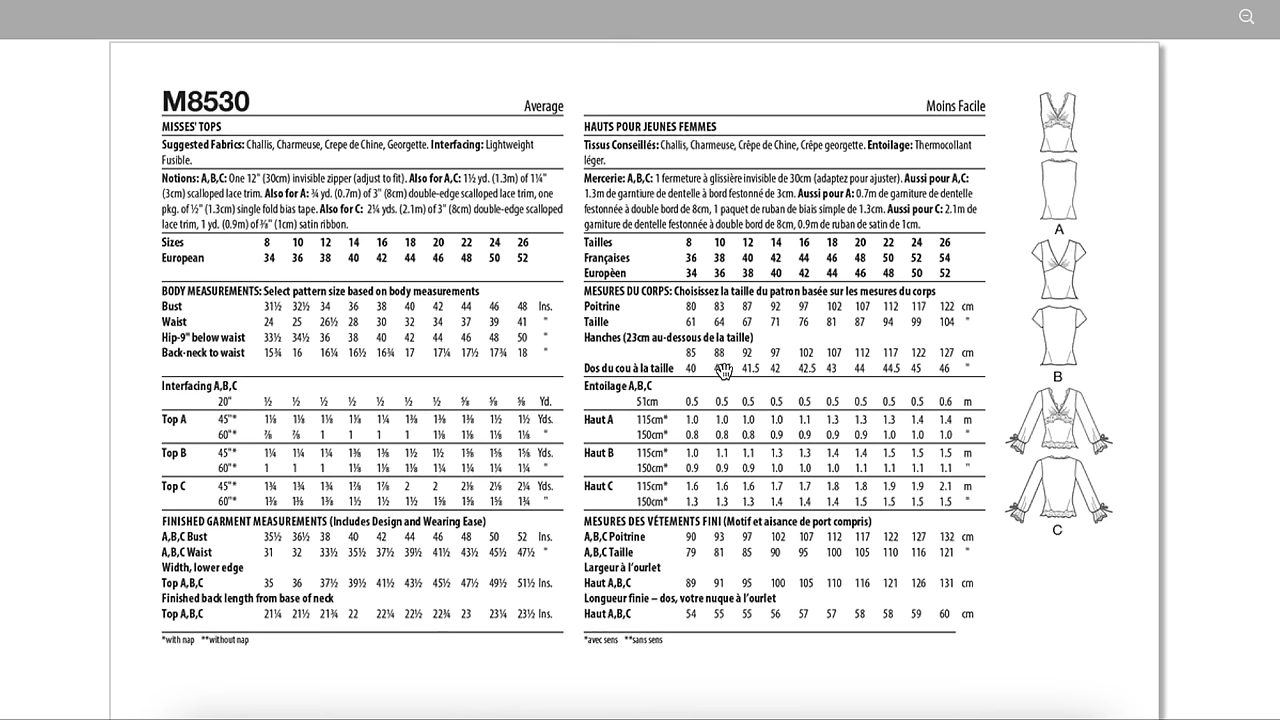 M8530 Average
MISSES' TOPS
Suggested Fabrics: Challis, Charmeuse, Crepe de Chine, Georgette. Interfacing: Lightweight
Fusible.
Notions: A,B,C: One 12" (30cm) invisible zipper (adjust to fit). Also for A,C: 1½ yd. (1.3m) of 1¼"
(3cm) scalloped lace trim. Also for A: ¾ yd. (0.7m) of 3" (8cm) double-edge scalloped lace trim, one
pkg. of ½" (1.3cm) single fold bias tape. Also for C: 2¼ yds. (2.1m) of 3" (8cm) double-edge scalloped
lace trim, 1 yd. (0.9m) of ⅜" (1cm) satin ribbon.
Sizes 8 10 12 14 16 18 20 22 24 26
European 34 36 38 40 42 44 46 48 50 52
BODY MEASUREMENTS: Select pattern size based on body measurements
Bust 31½ 32½ 34 36 38 40 42 44 46 48 Ins.
Waist 24 25 26½ 28 30 32 34 37 39 41 "
Hip-9" below waist 33½ 34½ 36 38 40 42 44 46 48 50 "
Back-neck to waist 15¾ 16 16¼ 16½ 16¾ 17 17¼ 17½ 17¾ 18 "
Interfacing A,B,C
20" ½ ½ ½ ½ ½ ½ ½ ⅝ ⅝ ⅝ Yd.
Top A 45"* 1⅛ 1⅛ 1⅛ 1⅛ 1¼ 1⅜ 1⅜ 1⅜ 1½ 1½ Yds.
60"* ⅞ ⅞ 1 1 1 1 1⅛ 1⅛ 1⅛ 1⅛ "
Top B 45"* 1¼ 1¼ 1¼ 1⅜ 1⅜ 1½ 1½ 1⅝ 1⅝ 1⅝ Yds.
60"* 1 1 1 1⅛ 1⅛ 1⅛ 1¼ 1¼ 1¼ 1¼ "
Top C 45"* 1¾ 1¾ 1¾ 1⅞ 1⅞ 2 2 2⅛ 2⅛ 2¼ Yds.
60"* 1⅜ 1⅜ 1⅜ 1½ 1½ 1½ 1⅝ 1⅝ 1⅝ 1¾ "
FINISHED GARMENT MEASUREMENTS (Includes Design and Wearing Ease)
A,B,C Bust 35½ 36½ 38 40 42 44 46 48 50 52 Ins.
A,B,C Waist 31 32 33½ 35½ 37½ 39½ 41½ 43½ 45½ 47½ "
Width, lower edge
Top A,B,C 35 36 37½ 39½ 41½ 43½ 45½ 47½ 49½ 51½ Ins.
Finished back length from base of neck
Top A,B,C 21¼ 21½ 21¾ 22 22¼ 22½ 22¾ 23 23¼ 23½ Ins.
*with nap **without nap
Moins Facile
HAUTS POUR JEUNES FEMMES
Tissus Conseillés: Challis, Charmeuse, Crêpe de Chine, Crêpe georgette. Entoilage: Thermocollant
léger.
Mercerie: A,B,C: 1 fermeture à glissière invisible de 30cm (adaptez pour ajuster). Aussi pour A,C:
1.3m de garntiure de dentelle à bord festonné de 3cm. Aussi pour A: 0.7m de garniture de dentelle
festonnée à double bord de 8cm, 1 paquet de ruban de biais simple de 1.3cm. Aussi pour C: 2.1m de
garniture de dentelle festonnée à double bord de 8cm, 0.9m de ruban de satin de 1cm.
Tailles 8 10 12 14 16 18 20 22 24 26
Françaises 36 38 40 42 44 46 48 50 52 54
Europèen 34 36 38 40 42 44 46 48 50 52
MESURES DU CORPS: Choisissez la taille du patron basée sur les mesures du corps
Poitrine 80 83 87 92 97 102 107 112 117 122 cm
Taille 61 64 67 71 76 81 87 94 99 104 "
Hanches (23cm au-dessous de la taille)
85 88 92 97 102 107 112 117 122 127 cm
Dos du cou à la taille 40 41.5 42 42.5 43 44 44.5 45 46 "
Entoilage A,B,C
51cm 0.5 0.5 0.5 0.5 0.5 0.5 0.5 0.5 0.5 0.6 m
Haut A 115cm* 1.0 1.0 1.0 1.0 1.1 1.3 1.3 1.3 1.4 1.4 m
150cm* 0.8 0.8 0.8 0.9 0.9 0.9 0.9 1.0 1.0 1.0 "
Haut B 115cm* 1.0 1.1 1.1 1.3 1.3 1.4 1.4 1.5 1.5 1.5 m
150cm* 0.9 0.9 0.9 1.0 1.0 1.0 1.1 1.1 1.1 1.1 "
Haut C 115cm* 1.6 1.6 1.6 1.7 1.7 1.8 1.8 1.9 1.9 2.1 m
150cm* 1.3 1.3 1.3 1.4 1.4 1.4 1.5 1.5 1.5 1.5 "
MESURES DES VÉTEMENTS FINI (Motif et aisance de port compris)
A,B,C Poitrine 90 93 97 102 107 112 117 122 127 132 cm
A,B,C Taille 79 81 85 90 95 100 105 110 116 121 "
Largeur à l'ourlet
Haut A,B,C 89 91 95 100 105 110 116 121 126 131 cm
Longueur finie – dos, votre nuque à l'ourlet
Haut A,B,C 54 55 55 56 57 57 58 58 59 60 cm
*avec sens **sans sens
A
B
C